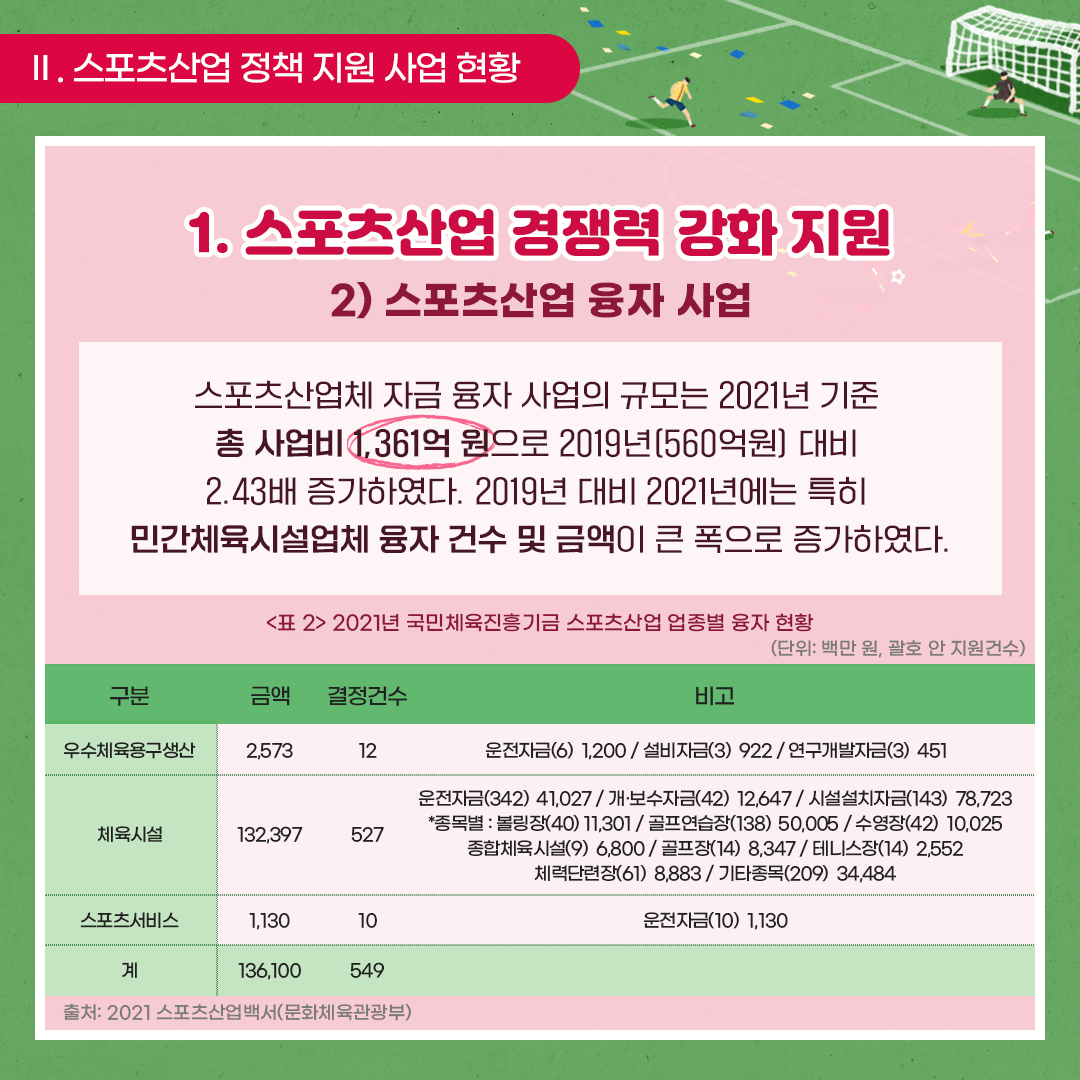 Ⅱ. 스포츠산업 정책 지원 사업 현황
1. 스포츠산업 경쟁력 강화 지원
2) 스포츠산업 융자 사업
스포츠산업체 자금 융자 사업의 규모는 2021년 기준
총 사업비 1,361억 원으로 2019년(560억원) 대비
2.43배 증가하였다. 2019년 대비 2021년에는 특히
민간체육시설업체 융자 건수 및 금액이 큰 폭으로 증가하였다.
<표 2> 2021년 국민체육진흥기금 스포츠산업 업종별 융자 현황
(단위: 백만 원, 괄호 안 지원건수)
구분 금액 결정건수 비고
우수체육용구생산 2,573 12 운전자금(6) 1,200 / 설비자금(3) 922 / 연구개발자금(3) 451
체육시설 132,397 527 운전자금(342) 41,027 / 개·보수자금(42) 12,647 / 시설설치자금(143) 78,723
*종목별 : 볼링장(40) 11,301 / 골프연습장(138) 50,005 / 수영장(42) 10,025
종합체육시설(9) 6,800 / 골프장(14) 8,347 / 테니스장(14) 2,552
체력단련장(61) 8,883 / 기타종목(209) 34,484
스포츠서비스 1,130 10 운전자금(10) 1,130
계 136,100 549
출처: 2021 스포츠산업백서(문화체육관광부)